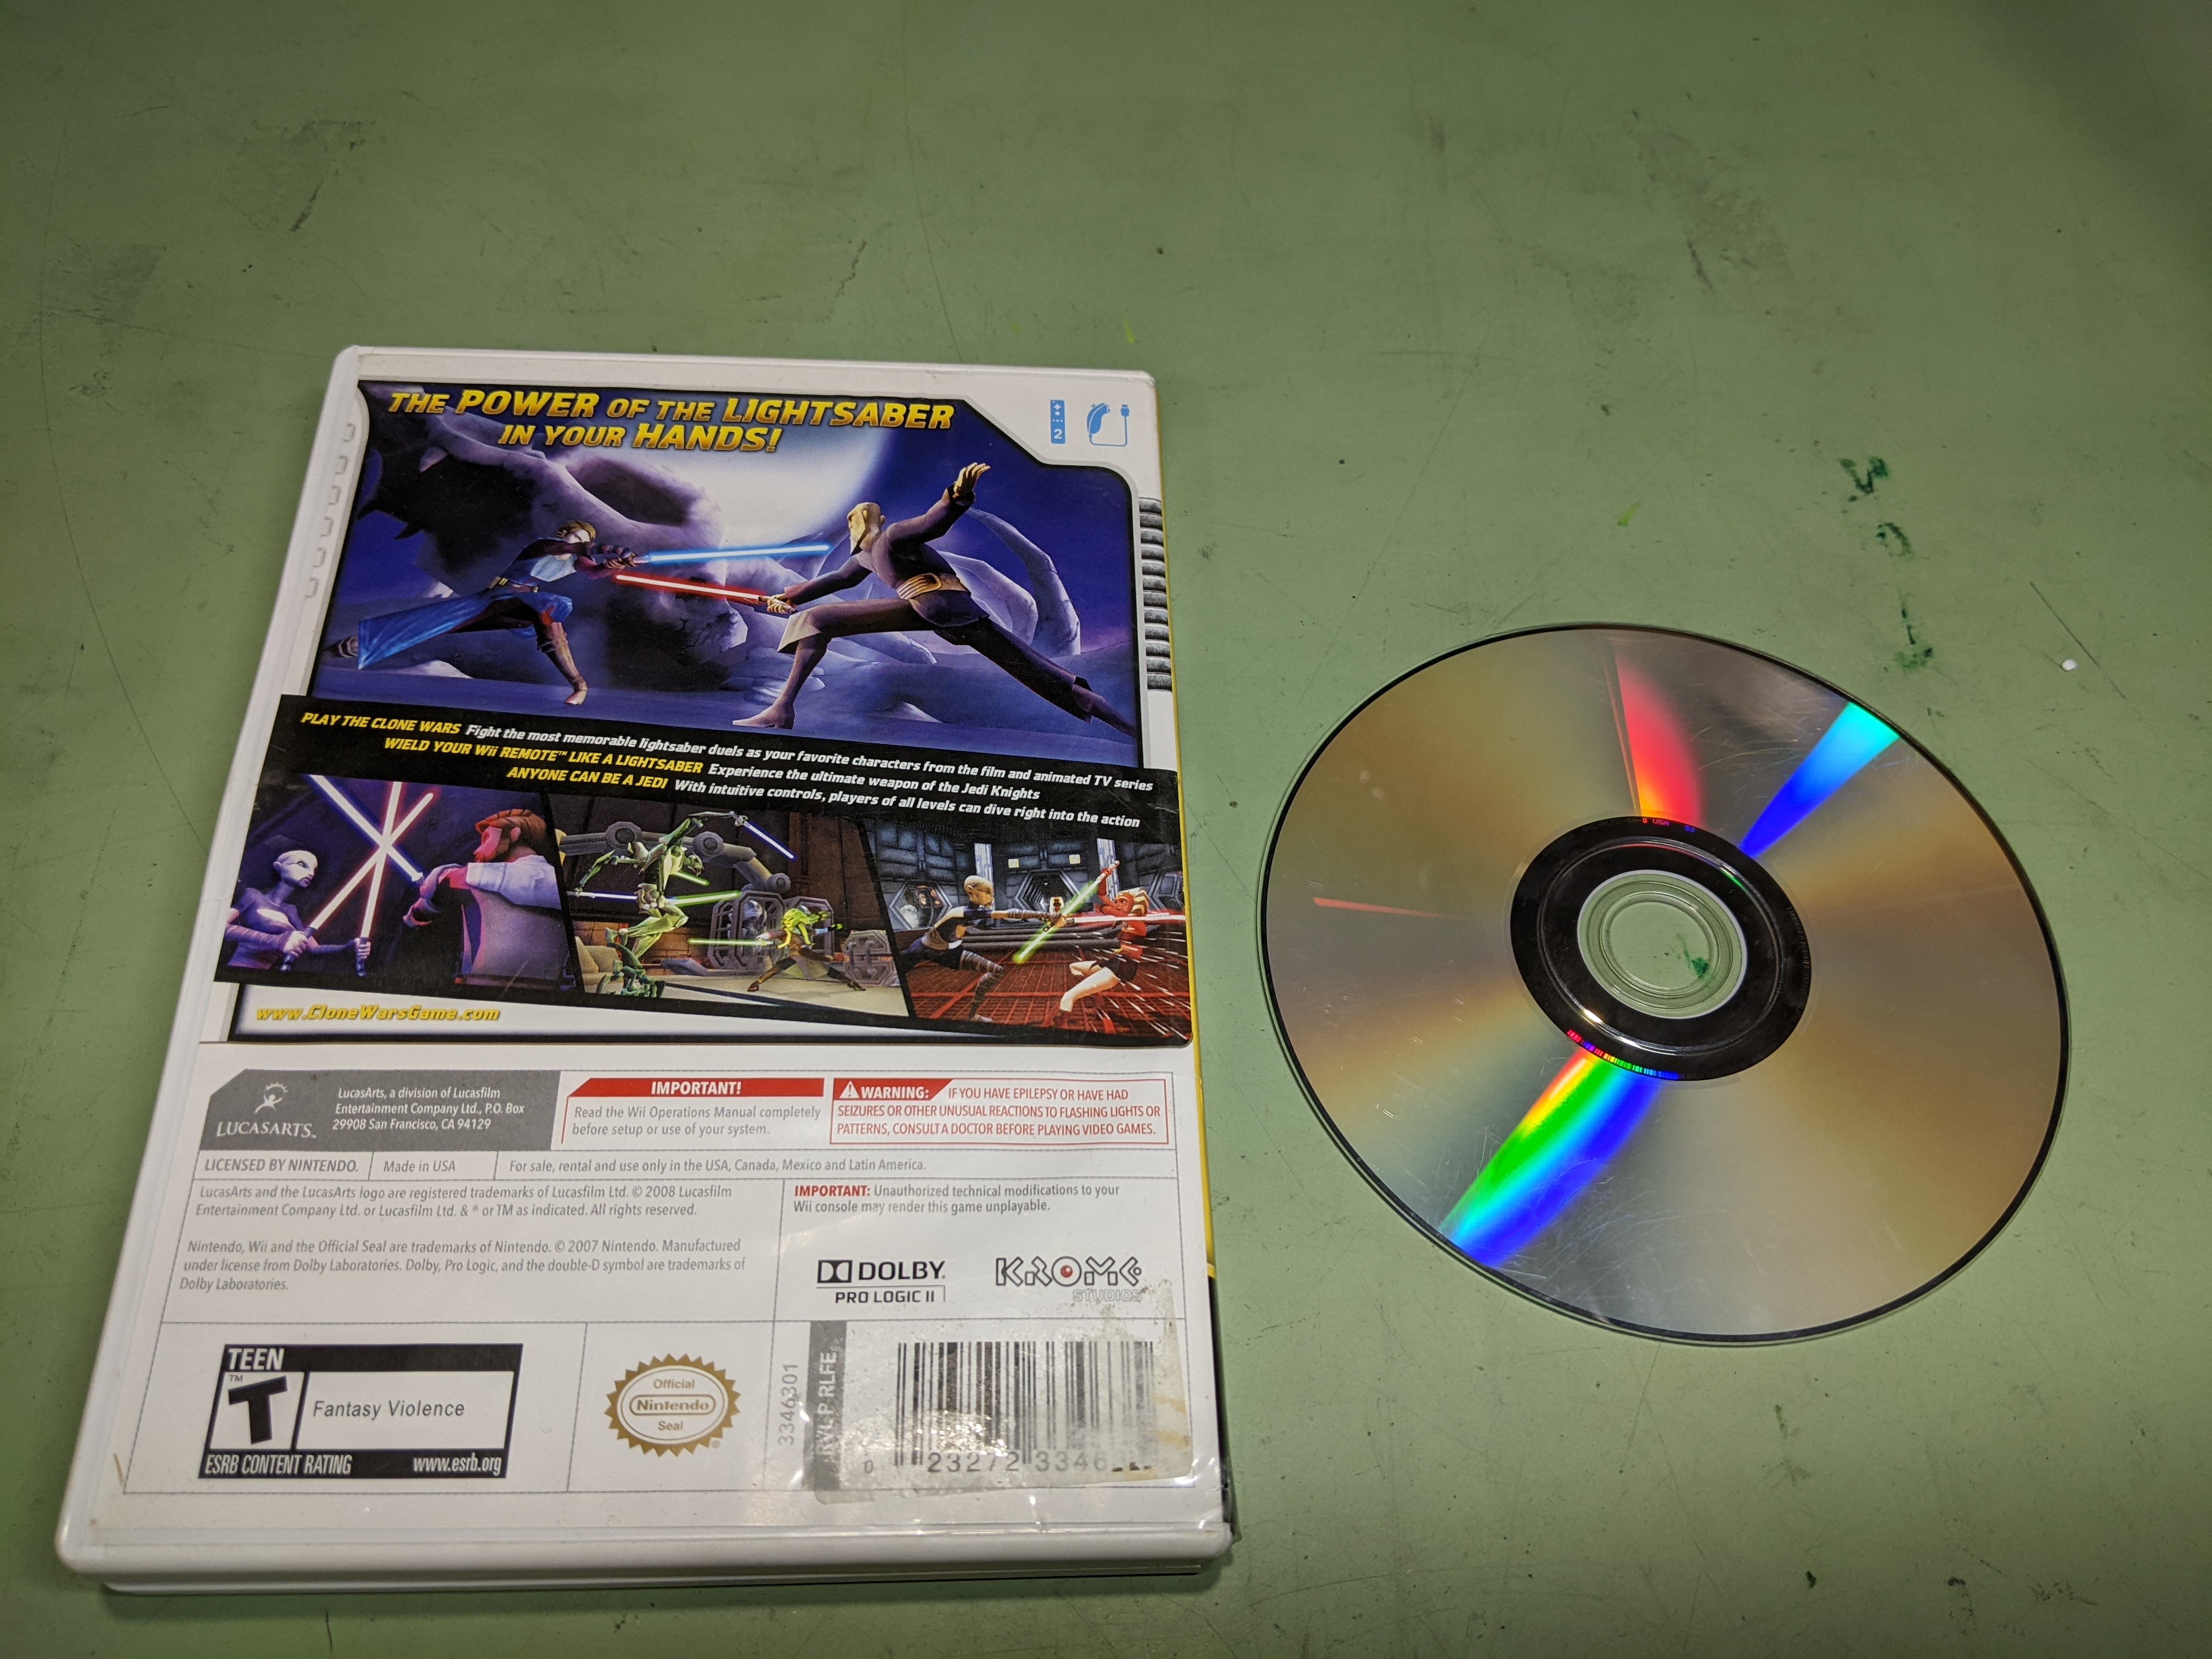 THE POWER OF THE LIGHTSABER
IN YOUR HANDS!
2
PLAY THE CLONE WARS Fight the most memorable lightsaber duels as your favorite characters from the film and animated TV series
WIELD YOUR Wii REMOTE™ LIKE A LIGHTSABER Experience the ultimate weapon of the Jedi Knights
ANYONE CAN BE A JEDI With intuitive controls, players of all levels can dive right into the action
www.CloneWarsGame.com
LUCASARTS™
LucasArts, a division of Lucasfilm
Entertainment Company Ltd., P.O. Box
29908 San Francisco, CA 94129
IMPORTANT!
Read the Wii Operations Manual completely
before setup or use of your system.
WARNING: IF YOU HAVE EPILEPSY OR HAVE HAD
SEIZURES OR OTHER UNUSUAL REACTIONS TO FLASHING LIGHTS OR
PATTERNS, CONSULT A DOCTOR BEFORE PLAYING VIDEO GAMES.
LICENSED BY NINTENDO.
Made in USA
For sale, rental and use only in the USA, Canada, Mexico and Latin America.
LucasArts and the LucasArts logo are registered trademarks of Lucasfilm Ltd. © 2008 Lucasfilm
Entertainment Company Ltd. or Lucasfilm Ltd. & ® or TM as indicated. All rights reserved.
Nintendo, Wii and the Official Seal are trademarks of Nintendo. © 2007 Nintendo. Manufactured
under license from Dolby Laboratories. Dolby, Pro Logic, and the double-D symbol are trademarks of
Dolby Laboratories.
IMPORTANT: Unauthorized technical modifications to your
Wii console may render this game unplayable.
DOLBY®
PRO LOGIC II
KROME
STUDIOS
TEEN
T™
Fantasy Violence
ESRB CONTENT RATING www.esrb.org
Official
Nintendo
Seal®
3346301
RVL-P-RLFE
0 23272 3346
USA